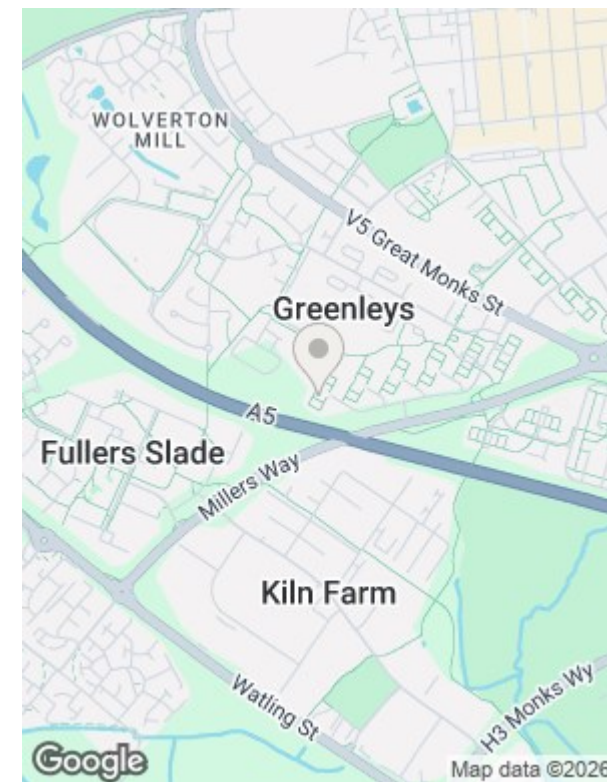 WOLVERTON
MILL
V5 Great Monks St
Greenleys
A5
Fullers Slade
Millers Way
Kiln Farm
Watling St
H3 Monks Wy
Google
Map data ©2026